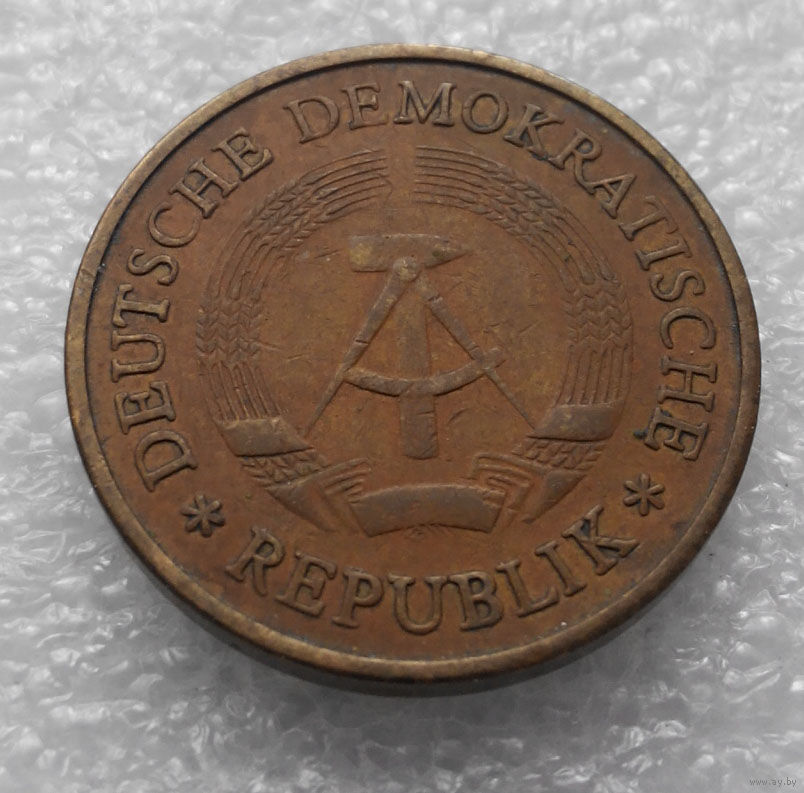 DEUTSCHE DEMOKRATISCHE
* REPUBLIK *
www.ay.by